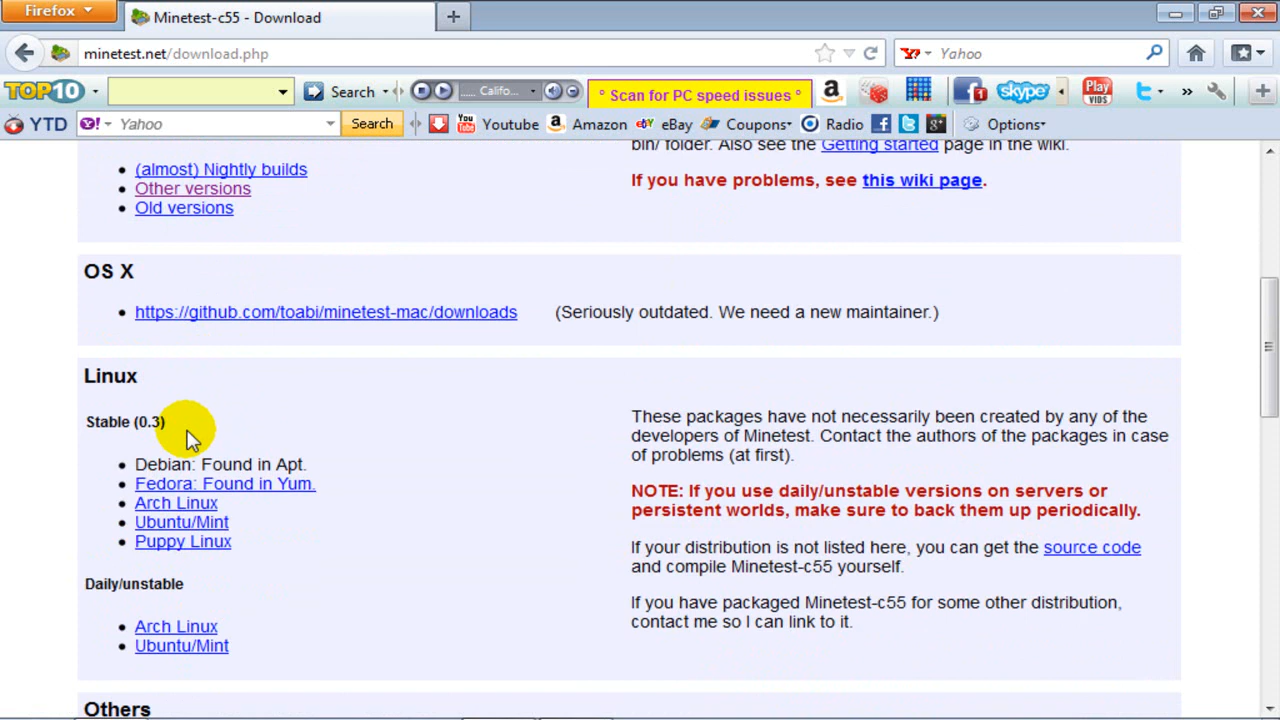 Firefox
Minetest-c55 - Download
minetest.net/download.php
Yahoo
TOP10
Search
...... Califo...
° Scan for PC speed issues °
a
1
skype
Play
VIDS
YTD
Yahoo
Search
You
Tube
Youtube
Amazon
eBay
Coupons
Radio
Options
bin/ folder. Also see the Getting started page in the wiki.
(almost) Nightly builds
Other versions
Old versions
If you have problems, see this wiki page.
OS X
https://github.com/toabi/minetest-mac/downloads
(Seriously outdated. We need a new maintainer.)
Linux
Stable (0.3)
Debian: Found in Apt.
Fedora: Found in Yum.
Arch Linux
Ubuntu/Mint
Puppy Linux
Daily/unstable
Arch Linux
Ubuntu/Mint
These packages have not necessarily been created by any of the
developers of Minetest. Contact the authors of the packages in case
of problems (at first).
NOTE: If you use daily/unstable versions on servers or
persistent worlds, make sure to back them up periodically.
If your distribution is not listed here, you can get the source code
and compile Minetest-c55 yourself.
If you have packaged Minetest-c55 for some other distribution,
contact me so I can link to it.
Others